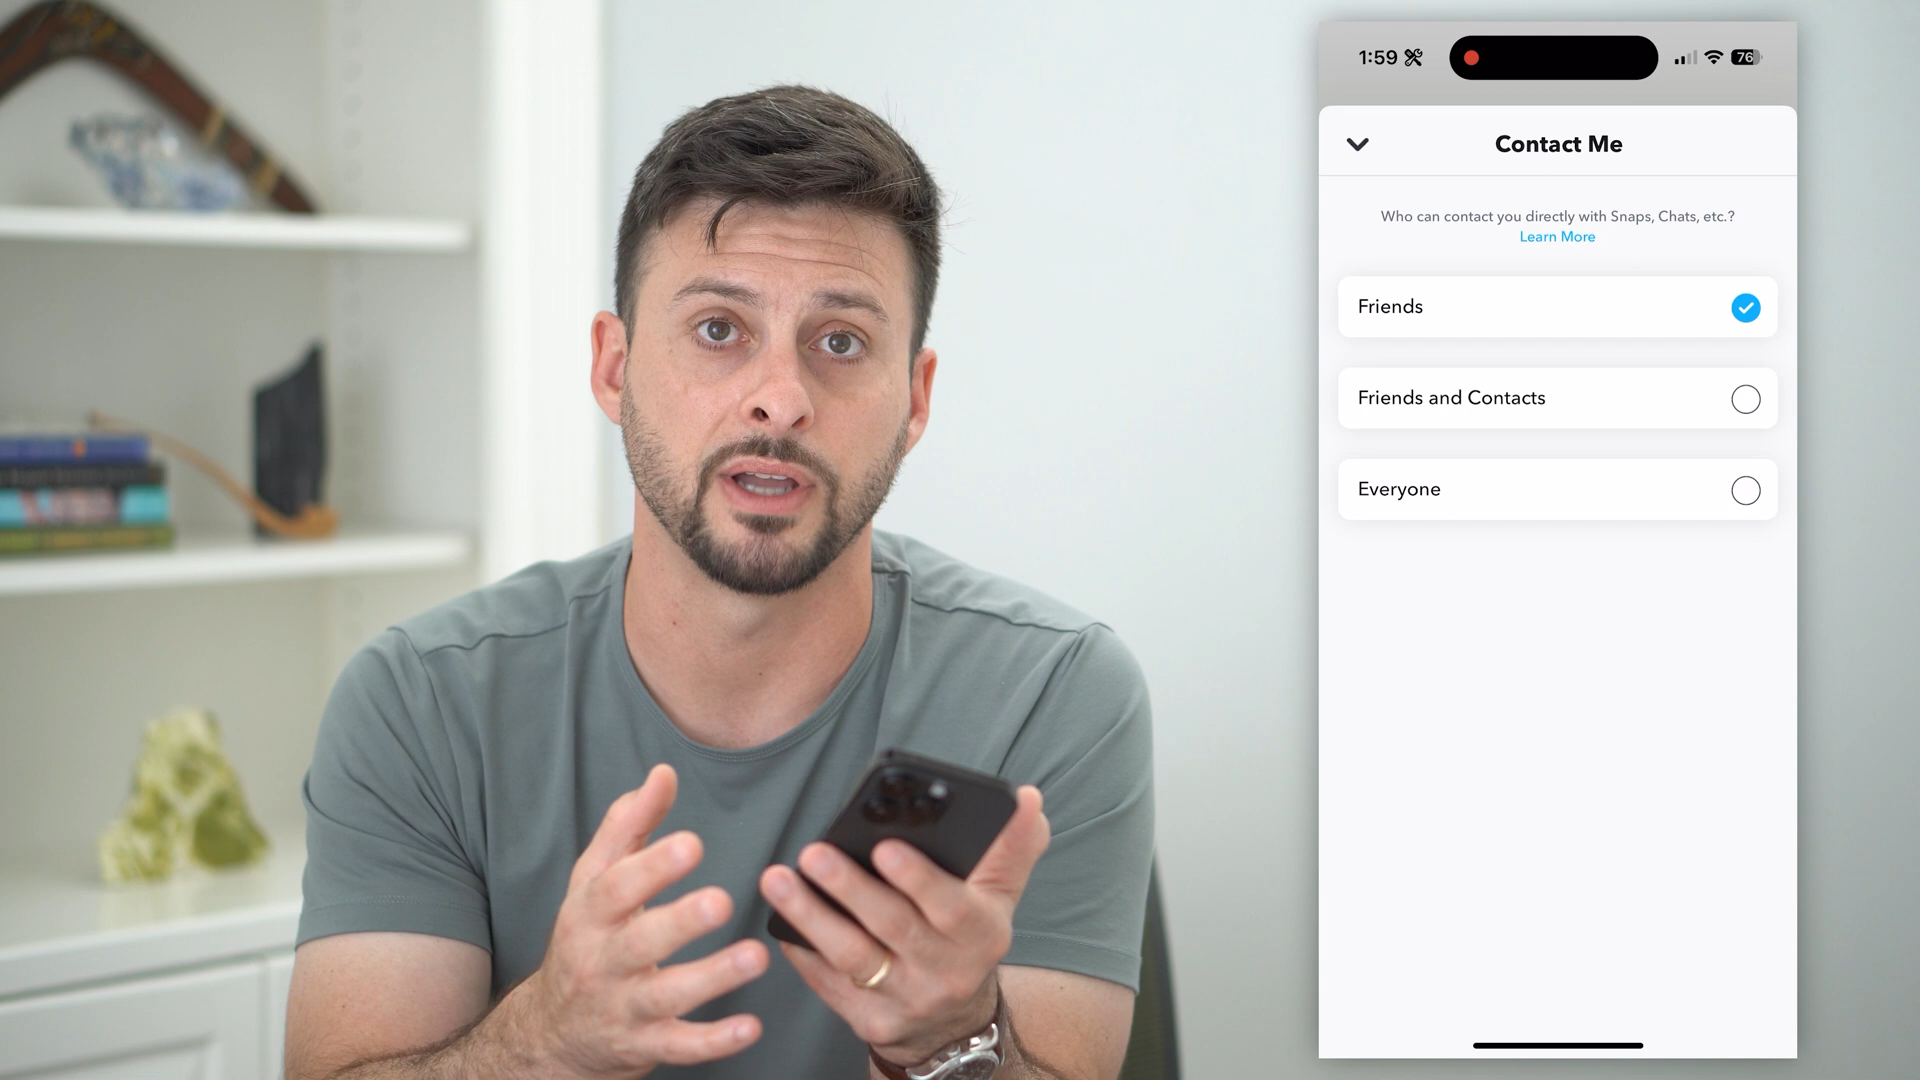 1:59
76
Contact Me
Who can contact you directly with Snaps, Chats, etc.?
Learn More
Friends
Friends and Contacts
Everyone